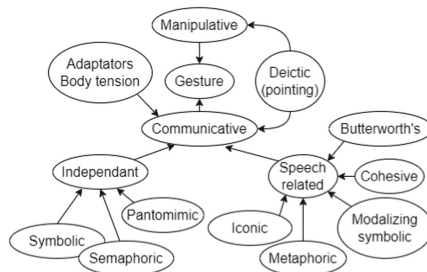 Manipulative
Adaptators
Body tension
Gesture
Deictic
(pointing)
Communicative
Butterworth's
Independant
Speech
related
Cohesive
Pantomimic
Iconic
Modalizing
symbolic
Symbolic
Semaphoric
Metaphoric